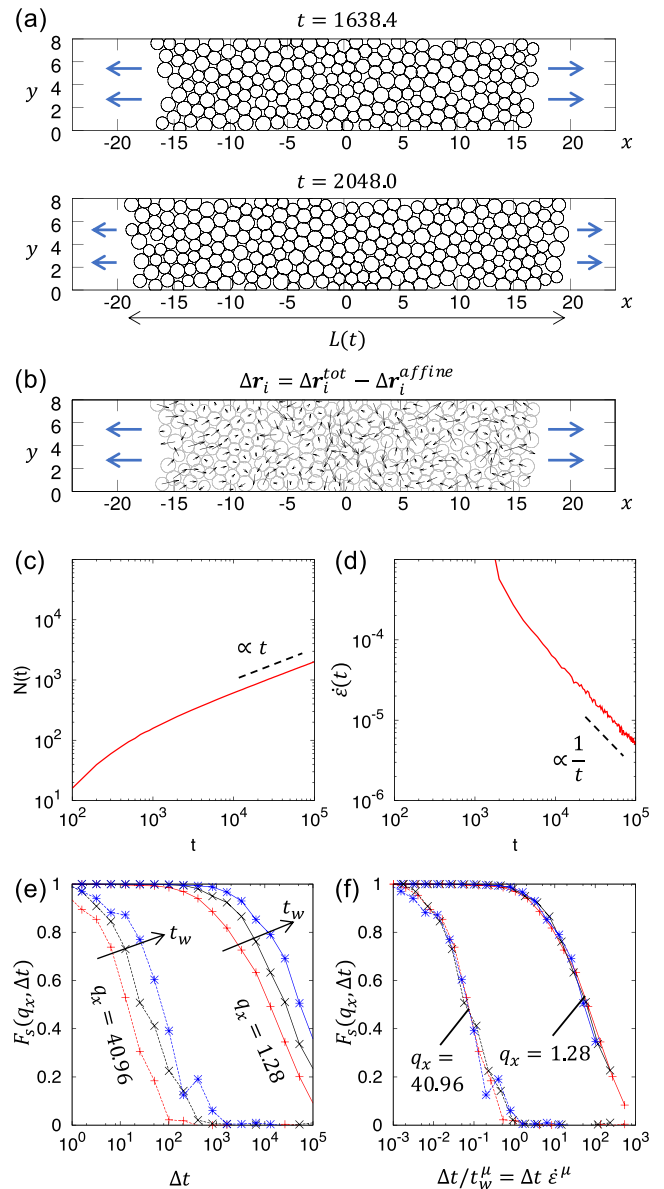 (a)
t = 1638.4
8
6
y 4
2
0
-20 -15 -10 -5 0 5 10 15 20 x
t = 2048.0
8
6
y 4
2
0
-20 -15 -10 -5 0 5 10 15 20
L(t)
(b)
Δr_i = Δr_i^{tot} − Δr_i^{affine}
8
6
y 4
2
0
-20 -15 -10 -5 0 5 10 15 20 x
(c)
N(t)
10^4
10^3
10^2
10^1
∝ t
10^2 10^3 10^4 10^5
t
(d)
ε̇(t)
10^-4
10^-5
10^-6
∝ 1/t
10^2 10^3 10^4 10^5
t
(e)
F_s(q_x, Δt)
1
0.8
0.6
0.4
0.2
0
t_w
q_x = 40.96
q_x = 1.28
10^0 10^1 10^2 10^3 10^4 10^5
Δt
(f)
F_s(q_x, Δt)
1
0.8
0.6
0.4
0.2
0
q_x =
40.96
q_x = 1.28
10^-3 10^-2 10^-1 10^0 10^1 10^2 10^3
Δt/t_w^μ = Δt ε̇^μ